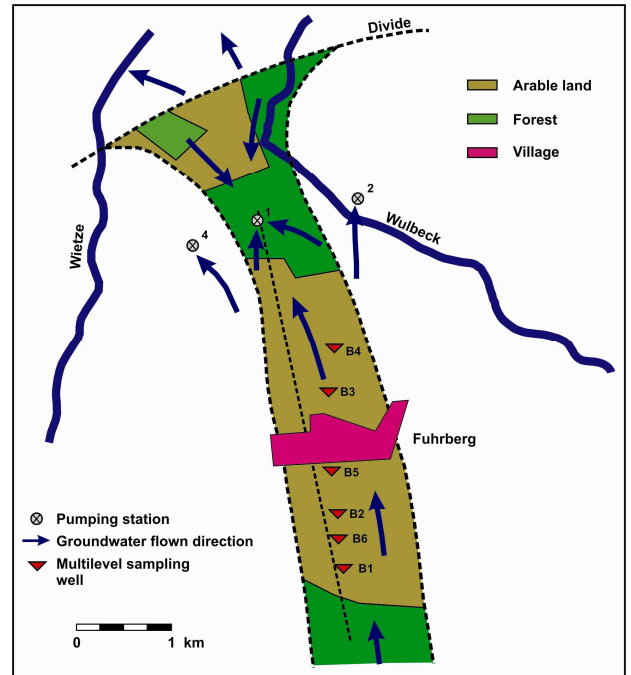 Divide
Arable land
Forest
Village
2
1
4
Wulbeck
Wietze
B4
B3
Fuhrberg
B5
B2
B6
B1
Pumping station
Groundwater flown direction
Multilevel sampling
well
0 1 km